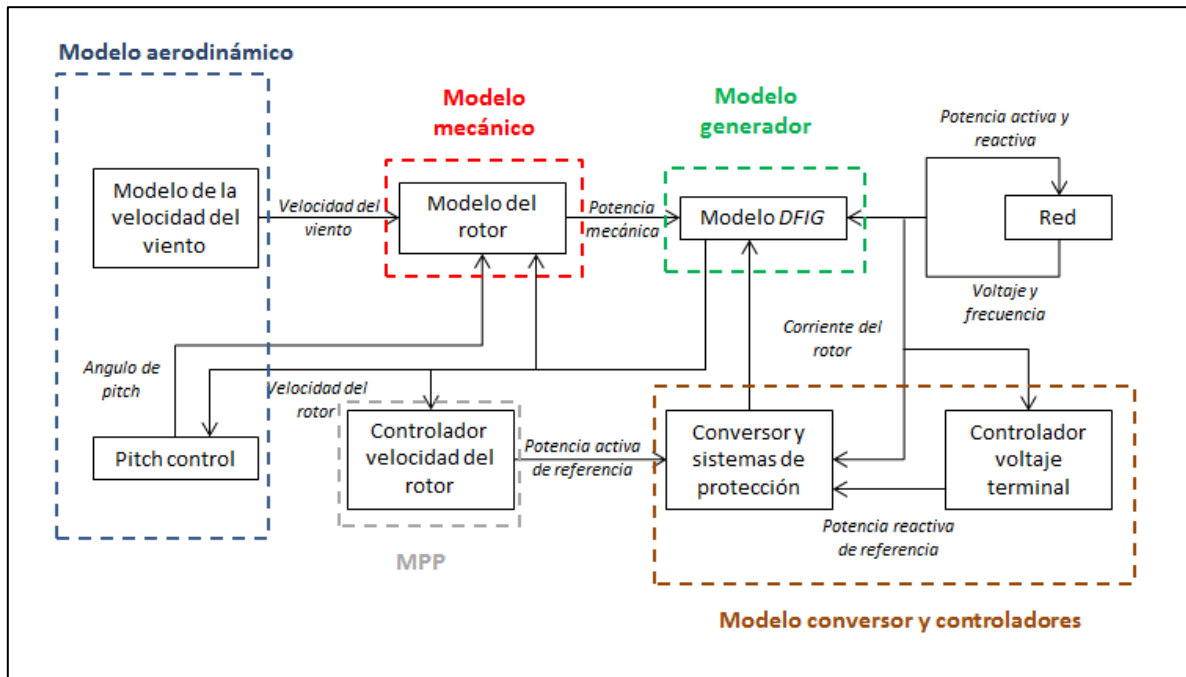 Modelo aerodinámico
Modelo
mecánico
Modelo
generador
Potencia activa y
reactiva
Modelo de la
velocidad del
viento
Velocidad del
viento
Modelo del
rotor
Potencia
mecánica
Modelo DFIG
Red
Voltaje y
frecuencia
Corriente del
rotor
Angulo de
pitch
Velocidad del
rotor
Pitch control
Controlador
velocidad del
rotor
Potencia activa
de referencia
Conversor y
sistemas de
protección
Controlador
voltaje
terminal
Potencia reactiva
de referencia
MPP
Modelo conversor y controladores